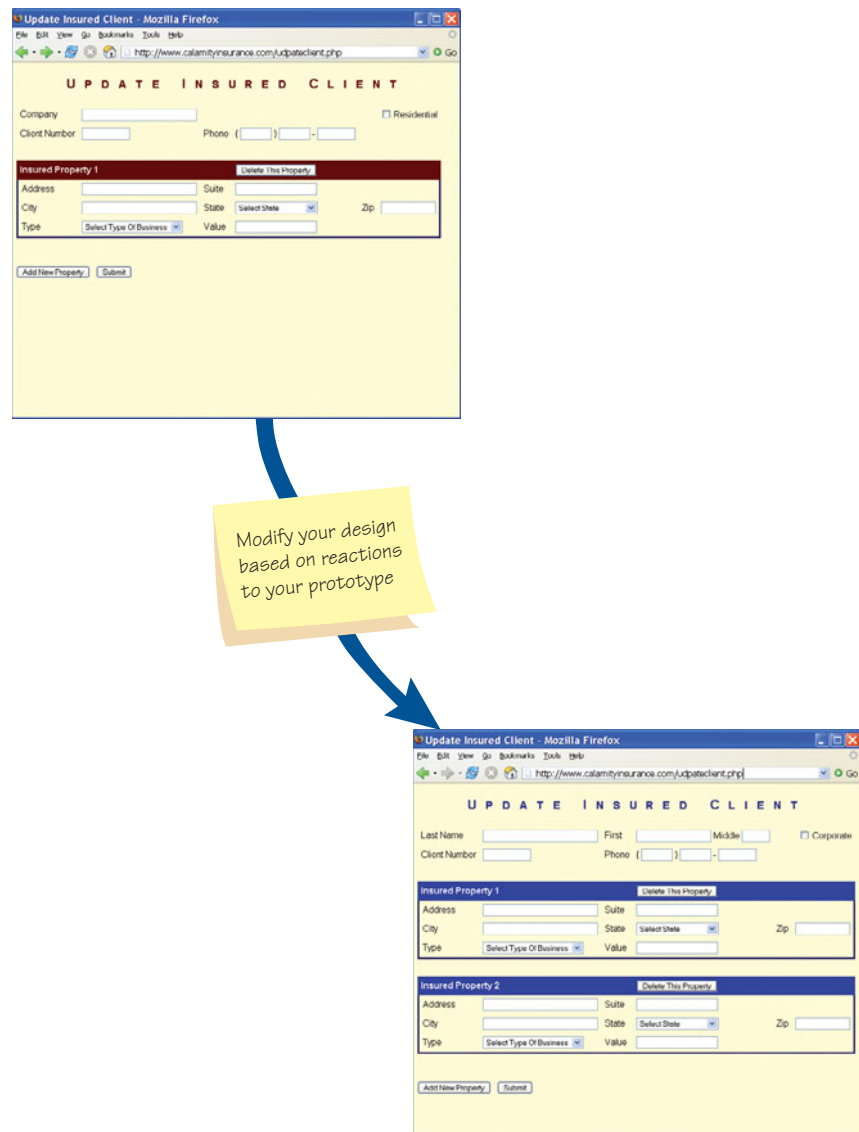 Update Insured Client - Mozilla Firefox
File Edit View Go Bookmarks Tools Help
http://www.calamityinsurance.com/udpateclient.php Go
UPDATE INSURED CLIENT
Company Residential
Client Number Phone ( ) -
Insured Property 1 Delete This Property
Address Suite
City State Select State Zip
Type Select Type Of Business Value
Add New Property Submit
Modify your design
based on reactions
to your prototype
Update Insured Client - Mozilla Firefox
File Edit View Go Bookmarks Tools Help
http://www.calamityinsurance.com/udpateclient.php Go
UPDATE INSURED CLIENT
Last Name First Middle Corporate
Client Number Phone ( ) -
Insured Property 1 Delete This Property
Address Suite
City State Select State Zip
Type Select Type Of Business Value
Insured Property 2 Delete This Property
Address Suite
City State Select State Zip
Type Select Type Of Business Value
Add New Property Submit